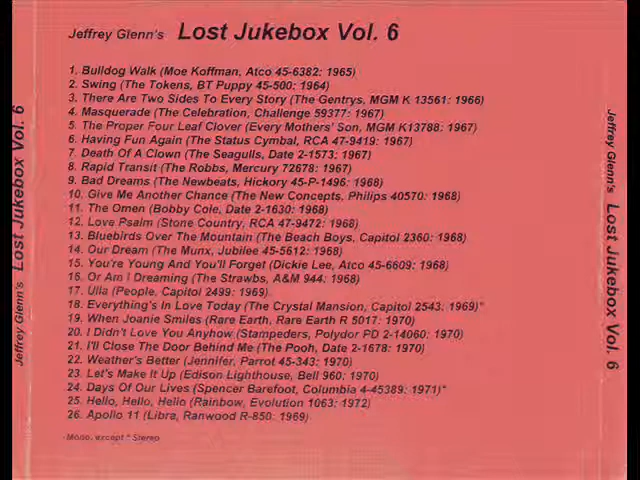 Jeffrey Glenn's Lost Jukebox Vol. 6
1. Bulldog Walk (Moe Koffman, Atco 45-6382: 1965)
2. Swing (The Tokens, BT Puppy 45-500: 1964)
3. There Are Two Sides To Every Story (The Gentrys, MGM K 13561: 1966)
4. Masquerade (The Celebration, Challenge 59377: 1967)
5. The Proper Four Leaf Clover (Every Mothers' Son, MGM K13788: 1967)
6. Having Fun Again (The Status Cymbal, RCA 47-9419: 1967)
7. Death Of A Clown (The Seagulls, Date 2-1573: 1967)
8. Rapid Transit (The Robbs, Mercury 72678: 1967)
9. Bad Dreams (The Newbeats, Hickory 45-P-1496: 1968)
10. Give Me Another Chance (The New Concepts, Philips 40570: 1968)
11. The Omen (Bobby Cole, Date 2-1630: 1968)
12. Love Psalm (Stone Country, RCA 47-9472: 1968)
13. Bluebirds Over The Mountain (The Beach Boys, Capitol 2360: 1968)
14. Our Dream (The Munx, Jubilee 45-5612: 1968)
15. You're Young And You'll Forget (Dickie Lee, Atco 45-6609: 1968)
16. Or Am I Dreaming (The Strawbs, A&M 944: 1968)
17. Ulla (People, Capitol 2499: 1969)
18. Everything's In Love Today (The Crystal Mansion, Capitol 2543: 1969)*
19. When Joanie Smiles (Rare Earth, Rare Earth R 5017: 1970)
20. I Didn't Love You Anyhow (Stampeders, Polydor PD 2-14060: 1970)
21. I'll Close The Door Behind Me (The Pooh, Date 2-1678: 1970)
22. Weather's Better (Jennifer, Parrot 45-343: 1970)
23. Let's Make It Up (Edison Lighthouse, Bell 960: 1970)
24. Days Of Our Lives (Spencer Barefoot, Columbia 4-45389: 1971)*
25. Hello, Hello, Hello (Rainbow, Evolution 1063: 1972)
26. Apollo 11 (Libra, Ranwood R-850: 1969)
Mono, except * Stereo
Jeffrey Glenn's Lost Jukebox Vol. 6
Jeffrey Glenn's Lost Jukebox Vol. 6